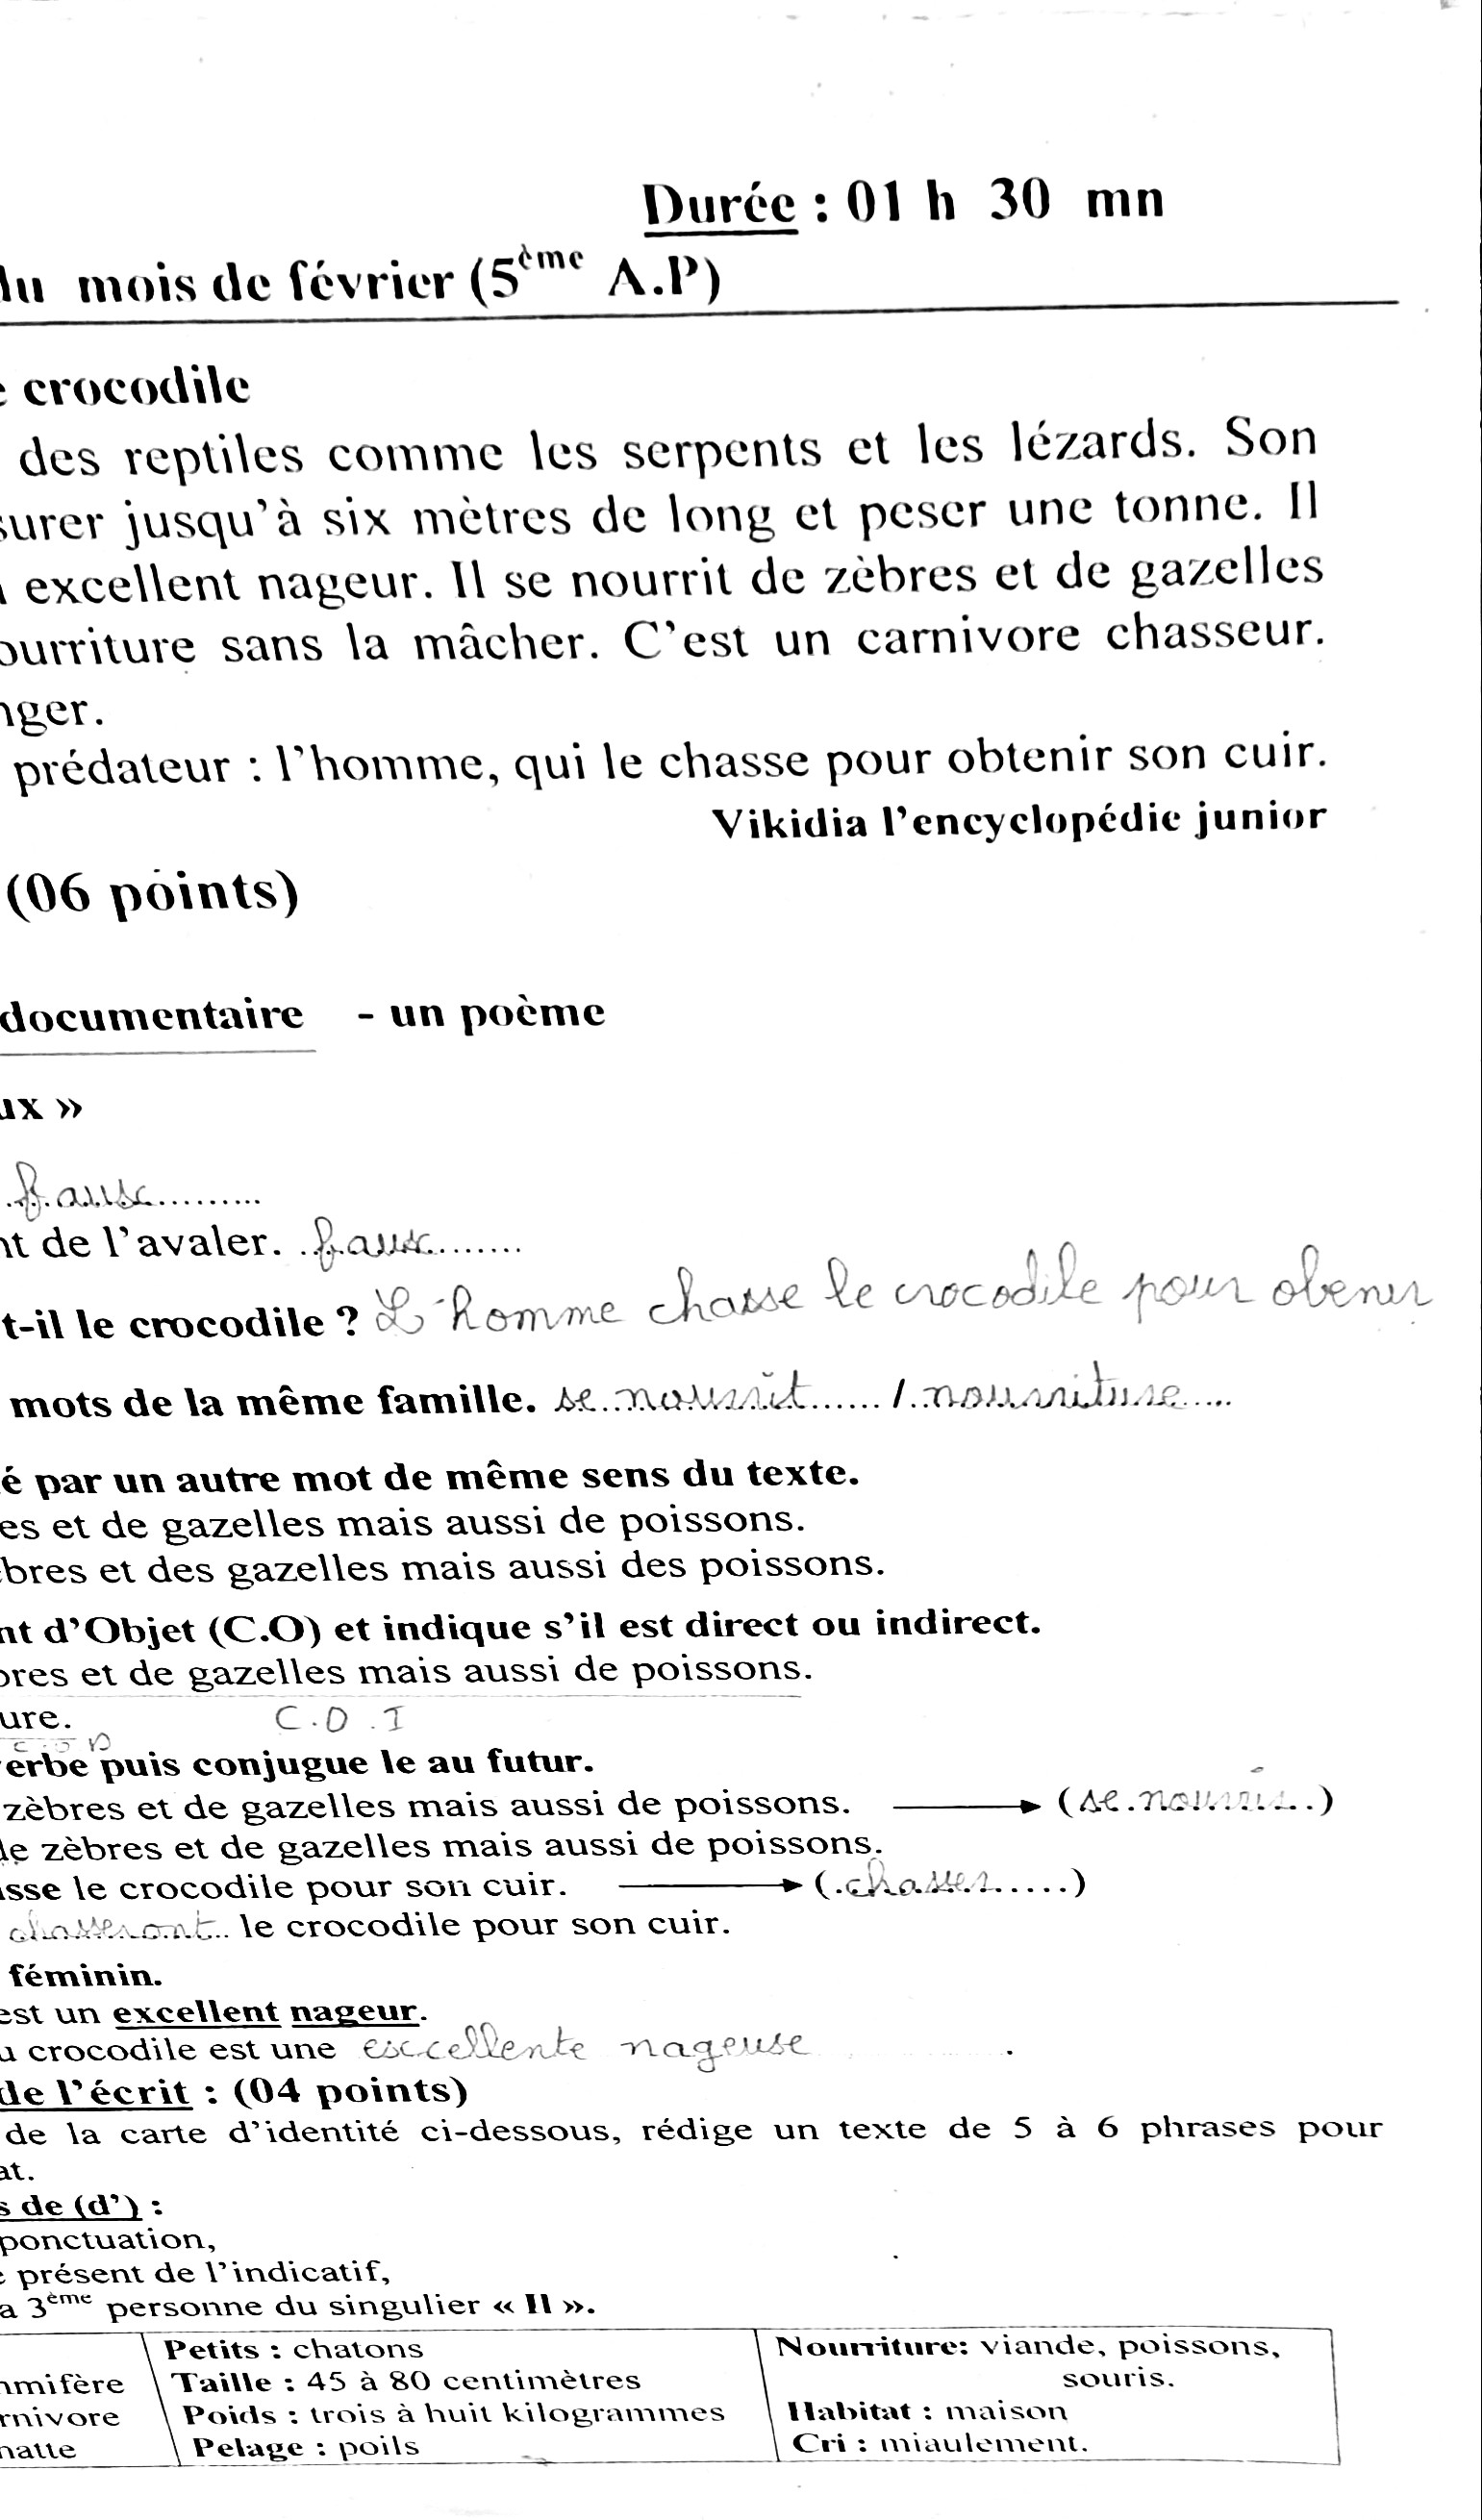 Durée : 01 h 30 mn
du mois de février (5ème A.P)
crocodile
des reptiles comme les serpents et les lézards. Son
surer jusqu'à six mètres de long et peser une tonne. Il
excellent nageur. Il se nourrit de zèbres et de gazelles
ourriture sans la mâcher. C'est un carnivore chasseur.
nger.
prédateur : l'homme, qui le chasse pour obtenir son cuir.
Vikidia l'encyclopédie junior
(06 points)
documentaire - un poème
ux »
faux
nt de l'avaler. faux
t-il le crocodile ? L'homme chasse le crocodile pour obenir
mots de la même famille. se nourrit / nourriture
é par un autre mot de même sens du texte.
es et de gazelles mais aussi de poissons.
bres et des gazelles mais aussi des poissons.
nt d'Objet (C.O) et indique s'il est direct ou indirect.
bres et de gazelles mais aussi de poissons.
ure. C.O.I
C.O.D
erbe puis conjugue le au futur.
zèbres et de gazelles mais aussi de poissons. (se nourrir)
de zèbres et de gazelles mais aussi de poissons.
sse le crocodile pour son cuir. (chasser)
chasseront le crocodile pour son cuir.
féminin.
est un excellent nageur.
u crocodile est une excellente nageuse.
de l'écrit : (04 points)
de la carte d'identité ci-dessous, rédige un texte de 5 à 6 phrases pour
at.
s de (d') :
ponctuation,
présent de l'indicatif,
a 3ème personne du singulier « Il ».
Petits : chatons Nourriture: viande, poissons,
mmifère Taille : 45 à 80 centimètres souris.
rnivore Poids : trois à huit kilogrammes Habitat : maison
hatte Pelage : poils Cri : miaulement.